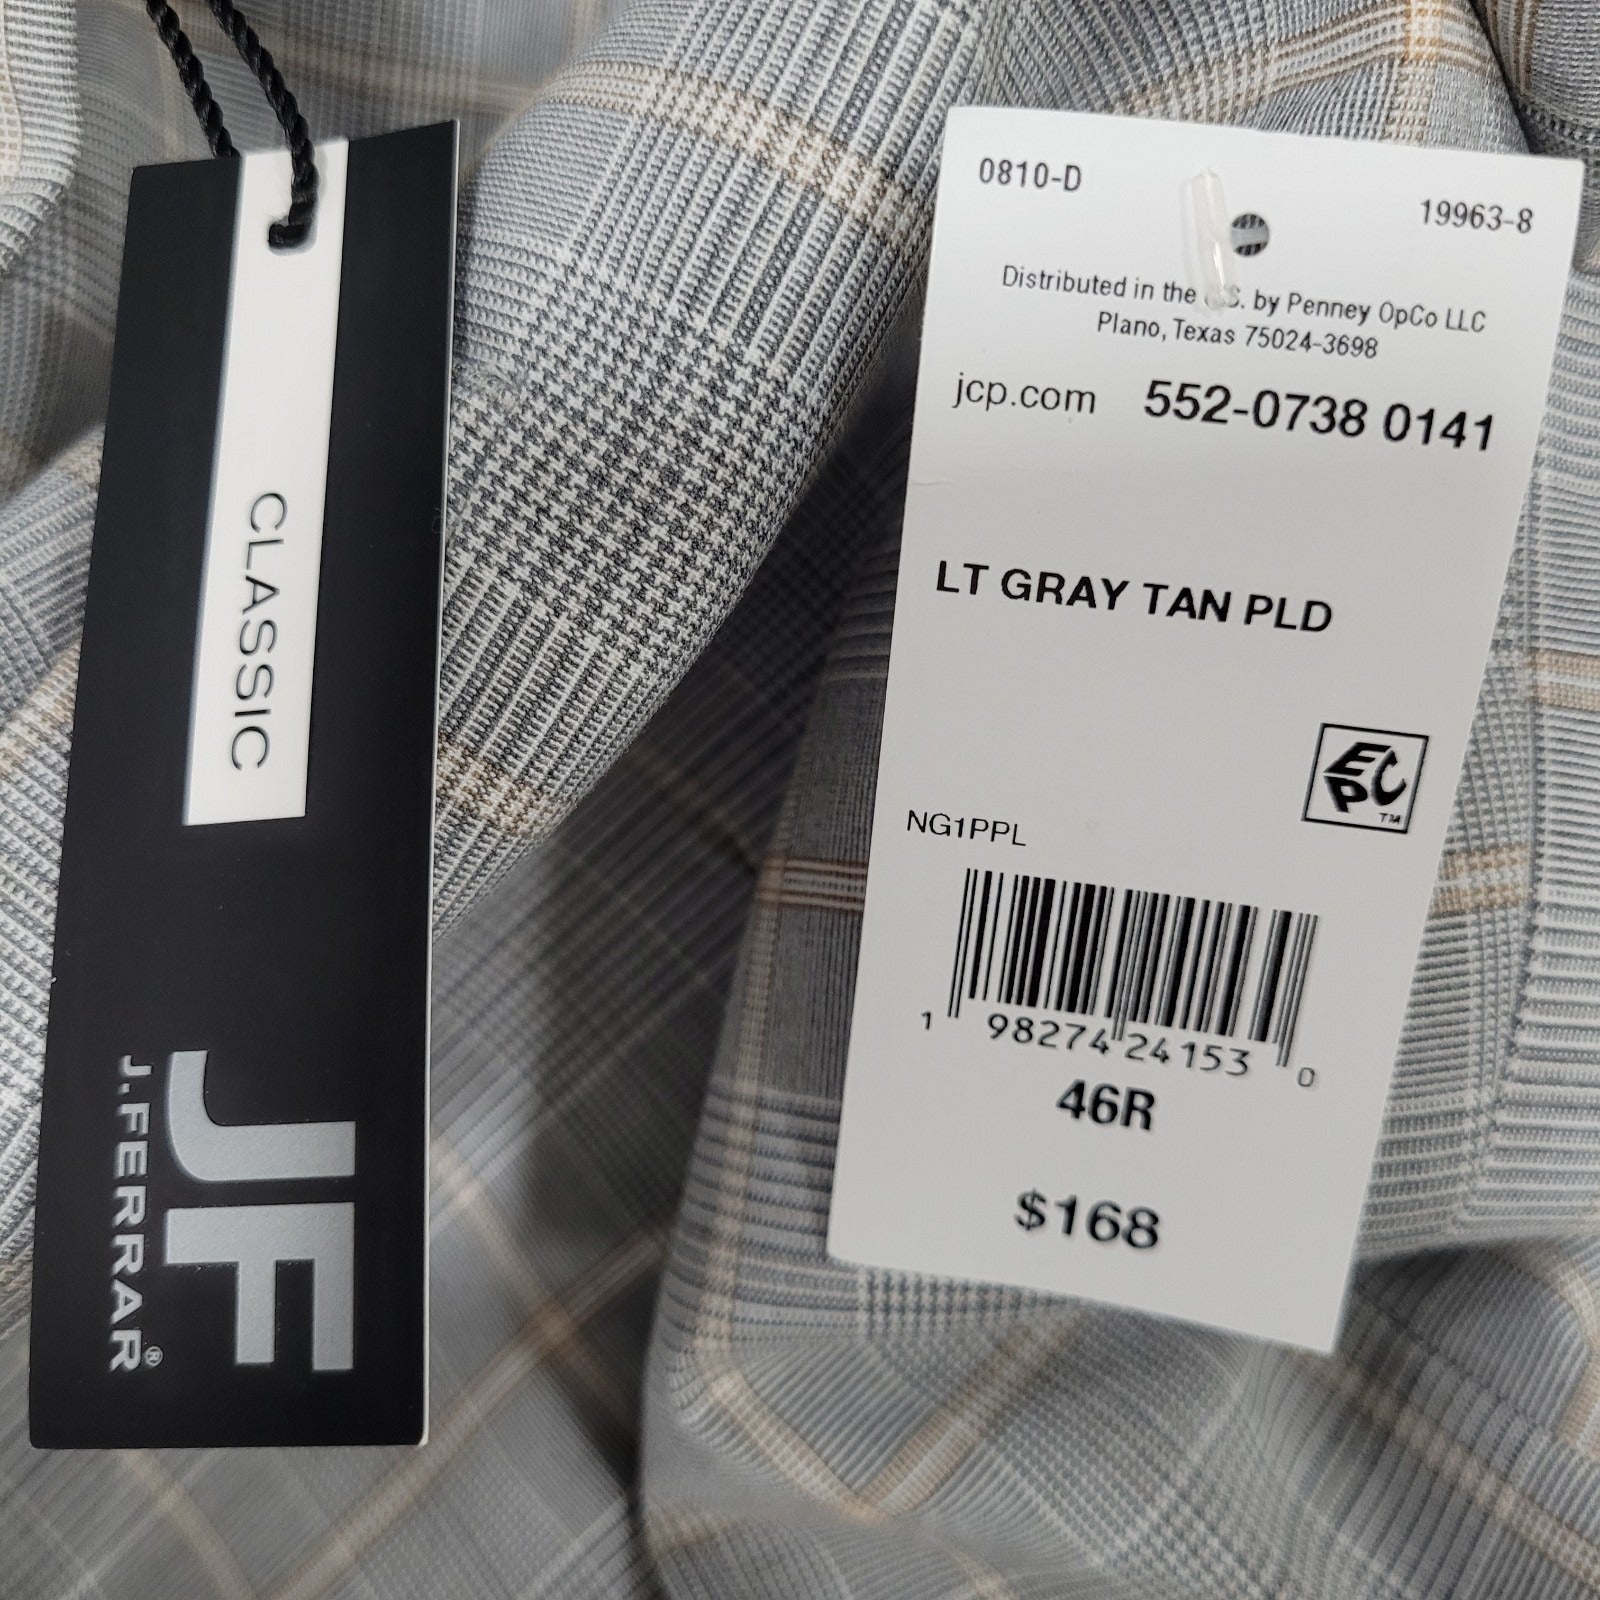 CLASSIC
JF
J.FERRAR®
0810-D
19963-8
Distributed in the .S. by Penney OpCo LLC
Plano, Texas 75024-3698
jcp.com 552-0738 0141
LT GRAY TAN PLD
ECP™
NG1PPL
1 98274 24153 0
46R
$168